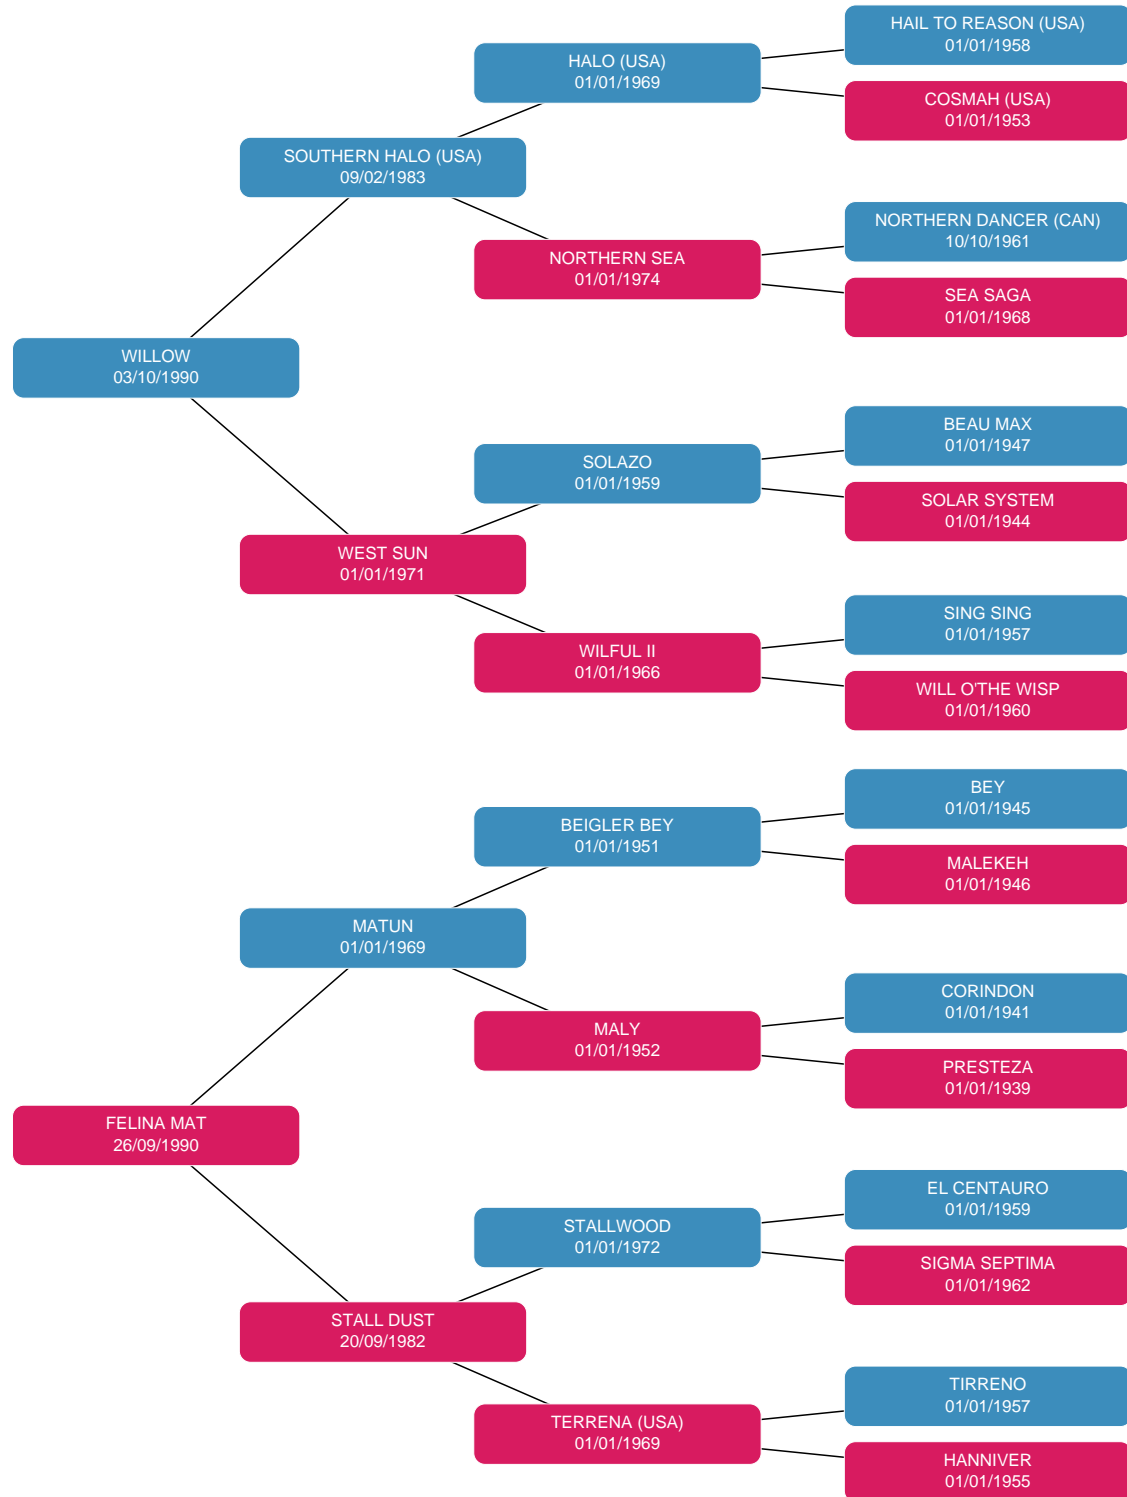 HAIL TO REASON (USA)
01/01/1958
HALO (USA)
01/01/1969
COSMAH (USA)
01/01/1953
SOUTHERN HALO (USA)
09/02/1983
NORTHERN DANCER (CAN)
10/10/1961
NORTHERN SEA
01/01/1974
SEA SAGA
01/01/1968
WILLOW
03/10/1990
BEAU MAX
01/01/1947
SOLAZO
01/01/1959
SOLAR SYSTEM
01/01/1944
WEST SUN
01/01/1971
SING SING
01/01/1957
WILFUL II
01/01/1966
WILL O'THE WISP
01/01/1960
BEY
01/01/1945
BEIGLER BEY
01/01/1951
MALEKEH
01/01/1946
MATUN
01/01/1969
CORINDON
01/01/1941
MALY
01/01/1952
PRESTEZA
01/01/1939
FELINA MAT
26/09/1990
EL CENTAURO
01/01/1959
STALLWOOD
01/01/1972
SIGMA SEPTIMA
01/01/1962
STALL DUST
20/09/1982
TIRRENO
01/01/1957
TERRENA (USA)
01/01/1969
HANNIVER
01/01/1955